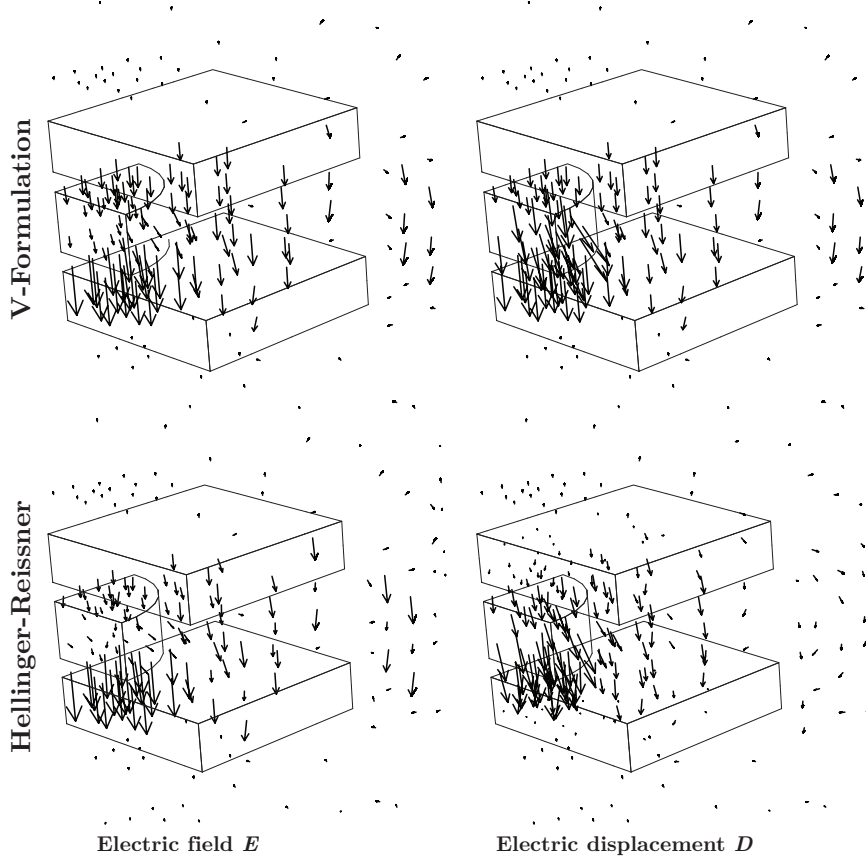 V-Formulation
Hellinger-Reissner
Electric field E
Electric displacement D